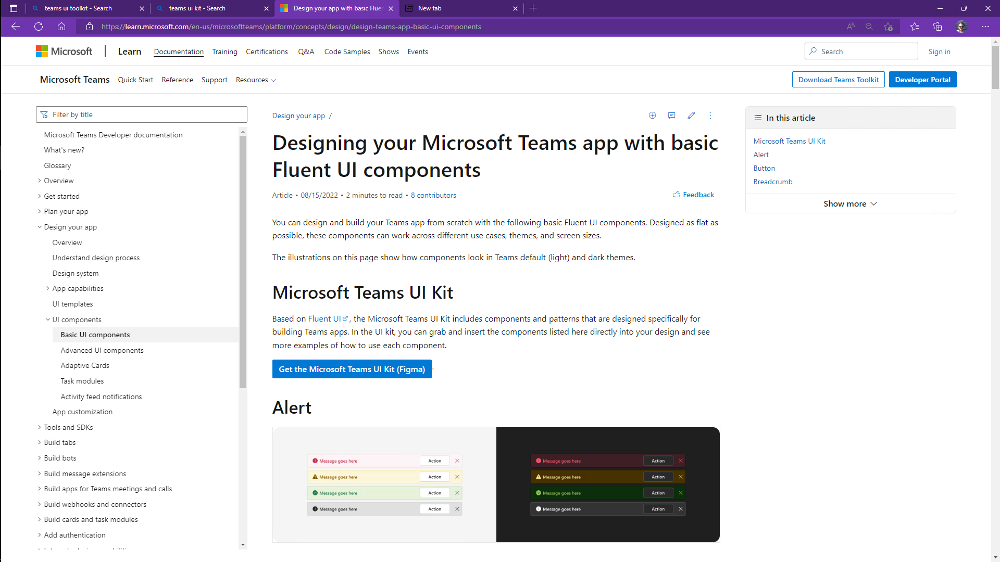 teams ui toolkit - Search
teams ui kit - Search
Design your app with basic Fluen
New tab
https://learn.microsoft.com/en-us/microsoftteams/platform/concepts/design/design-teams-app-basic-ui-components
Microsoft
Learn
Documentation
Training
Certifications
Q&A
Code Samples
Shows
Events
Search
Sign in
Microsoft Teams
Quick Start
Reference
Support
Resources
Download Teams Toolkit
Developer Portal
Filter by title
Microsoft Teams Developer documentation
What's new?
Glossary
Overview
Get started
Plan your app
Design your app
Overview
Understand design process
Design system
App capabilities
UI templates
UI components
Basic UI components
Advanced UI components
Adaptive Cards
Task modules
Activity feed notifications
App customization
Tools and SDKs
Build tabs
Build bots
Build message extensions
Build apps for Teams meetings and calls
Build webhooks and connectors
Build cards and task modules
Add authentication
Design your app /
Designing your Microsoft Teams app with basic
Fluent UI components
Article • 08/15/2022 • 2 minutes to read • 8 contributors
Feedback
You can design and build your Teams app from scratch with the following basic Fluent UI components. Designed as flat as
possible, these components can work across different use cases, themes, and screen sizes.
The illustrations on this page show how components look in Teams default (light) and dark themes.
Microsoft Teams UI Kit
Based on Fluent UI, the Microsoft Teams UI Kit includes components and patterns that are designed specifically for
building Teams apps. In the UI kit, you can grab and insert the components listed here directly into your design and see
more examples of how to use each component.
Get the Microsoft Teams UI Kit (Figma).
Alert
Message goes here Action
Message goes here Action
Message goes here Action
Message goes here Action
Message goes here Action
Message goes here Action
Message goes here Action
Message goes here Action
In this article
Microsoft Teams UI Kit
Alert
Button
Breadcrumb
Show more